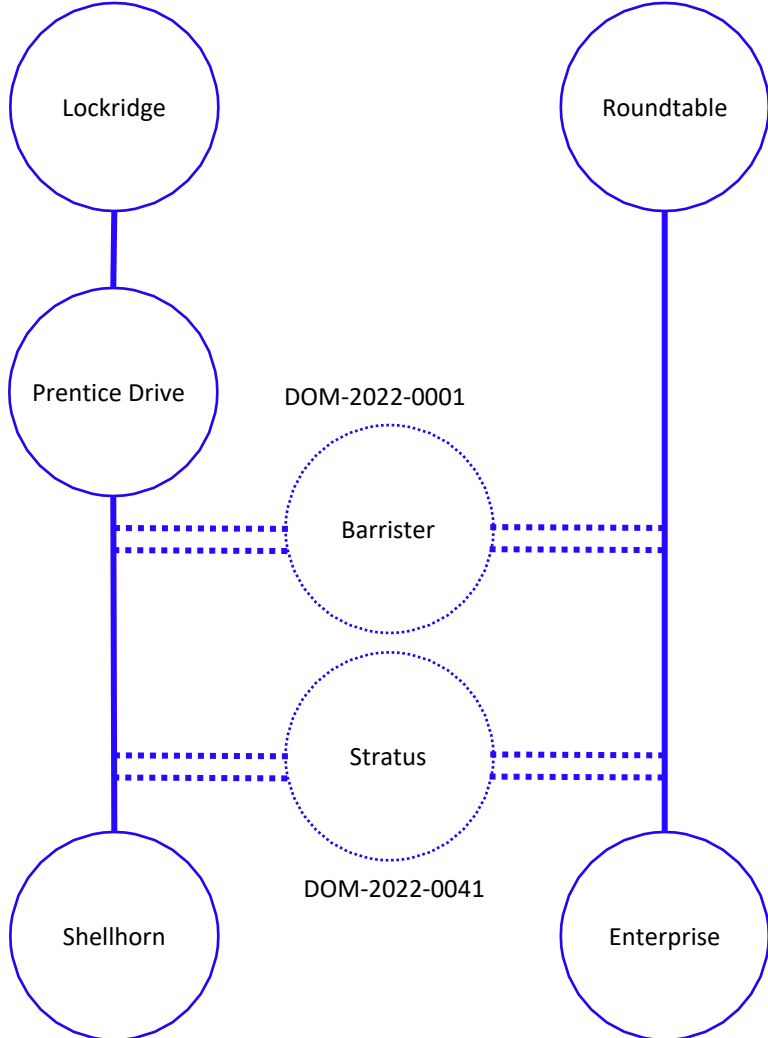 Lockridge
Roundtable
Prentice Drive
DOM-2022-0001
Barrister
Stratus
DOM-2022-0041
Shellhorn
Enterprise